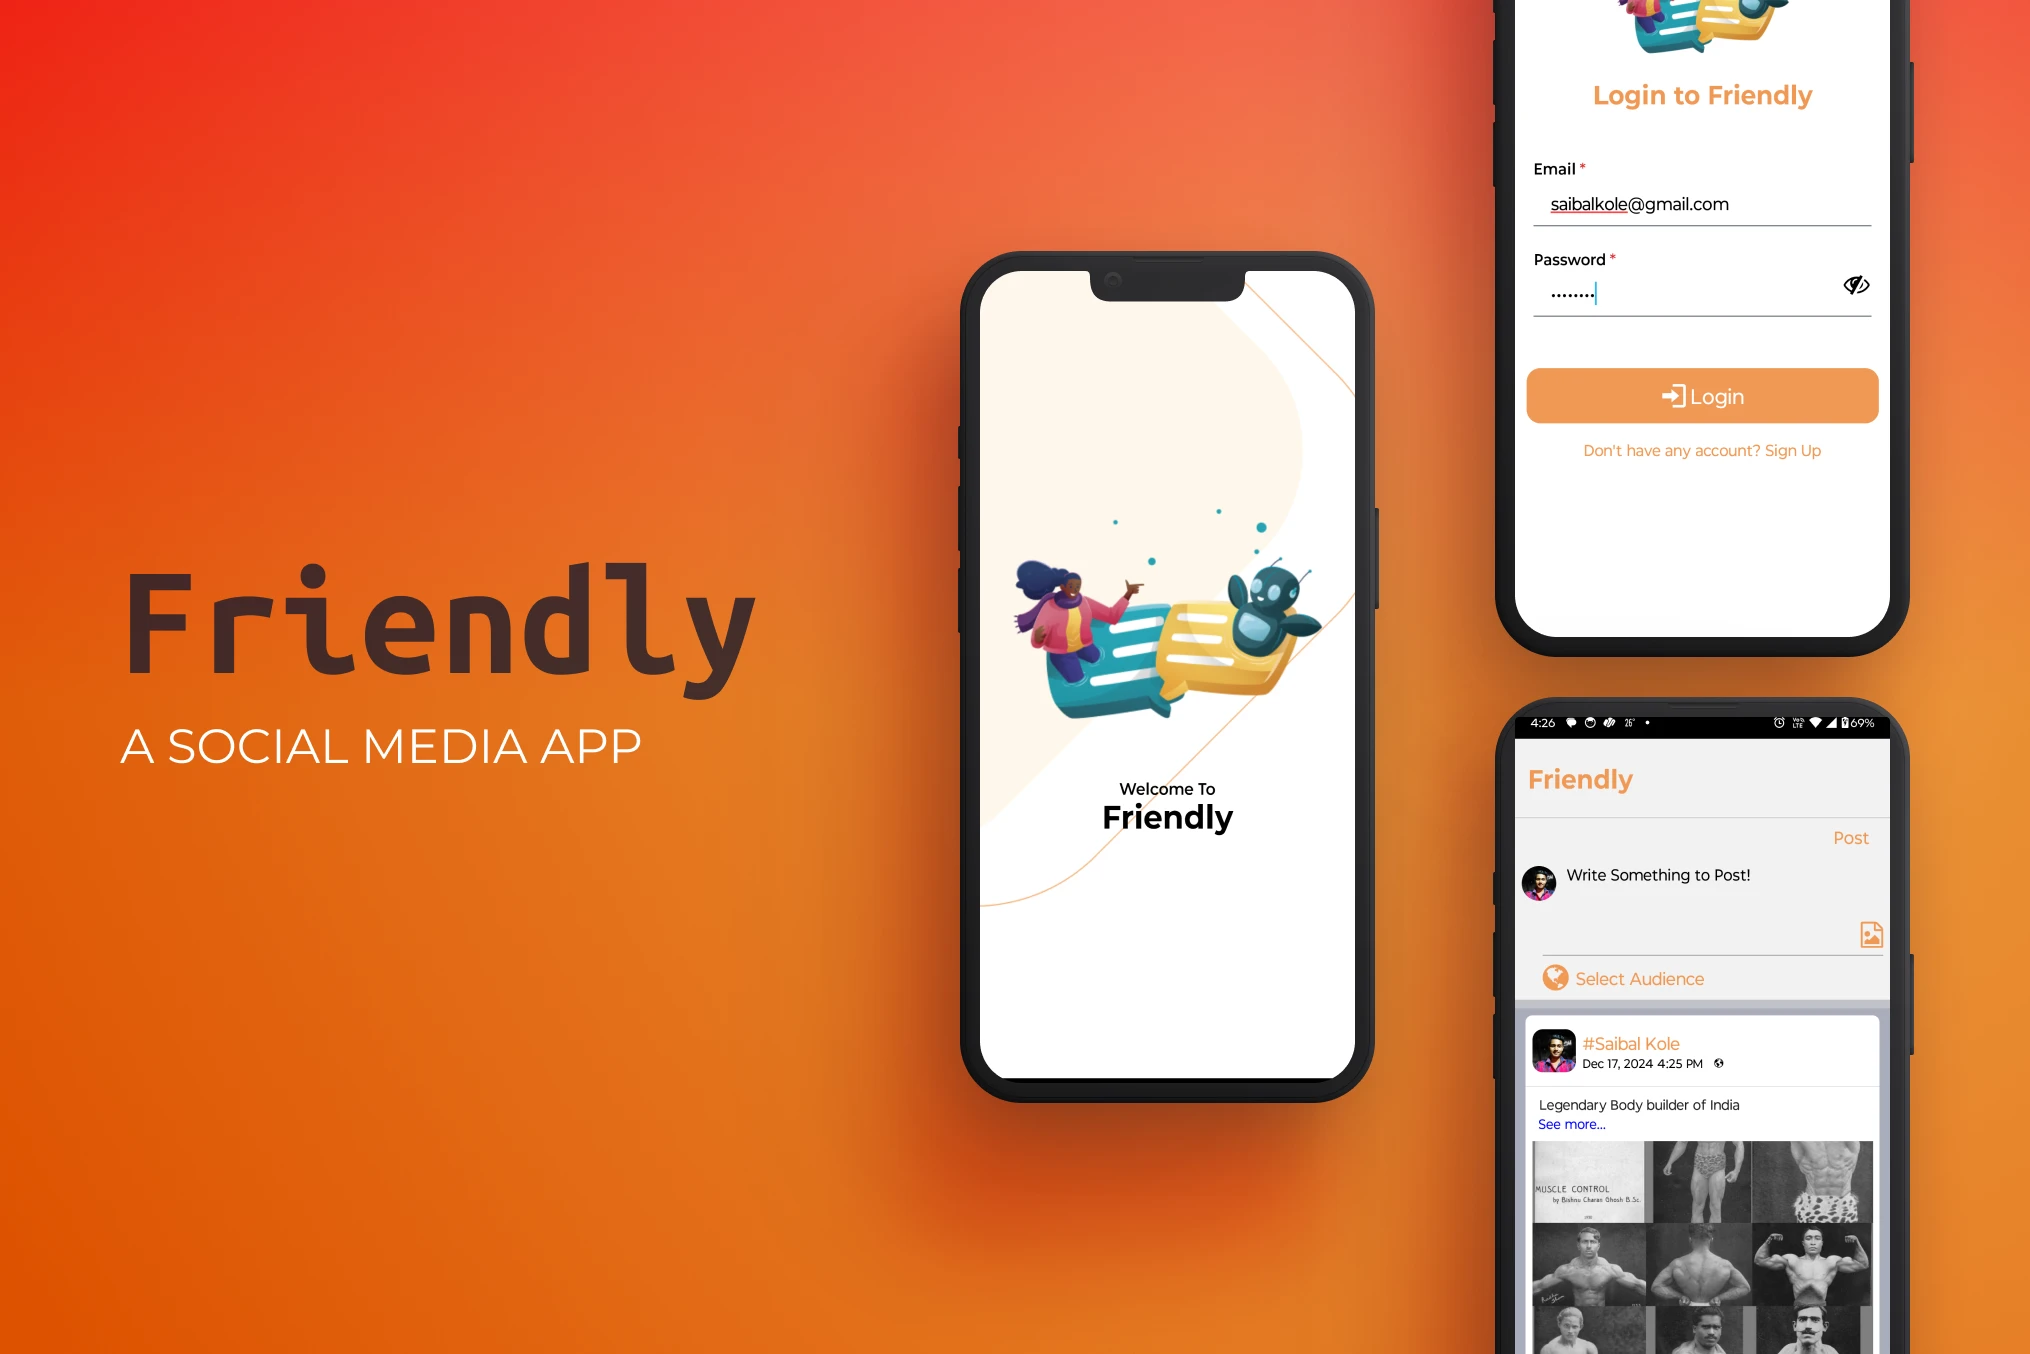 Friendly
A SOCIAL MEDIA APP
Welcome To
Friendly
Login to Friendly
Email *
saibalkole@gmail.com
Password *
••••••••
Login
Don't have any account? Sign Up
4:26 26° 69%
Friendly
Post
Write Something to Post!
Select Audience
#Saibal Kole
Dec 17, 2024 4:25 PM
Legendary Body builder of India
See more...
MUSCLE CONTROL
by Bishnu Charan Ghosh B.Sc.